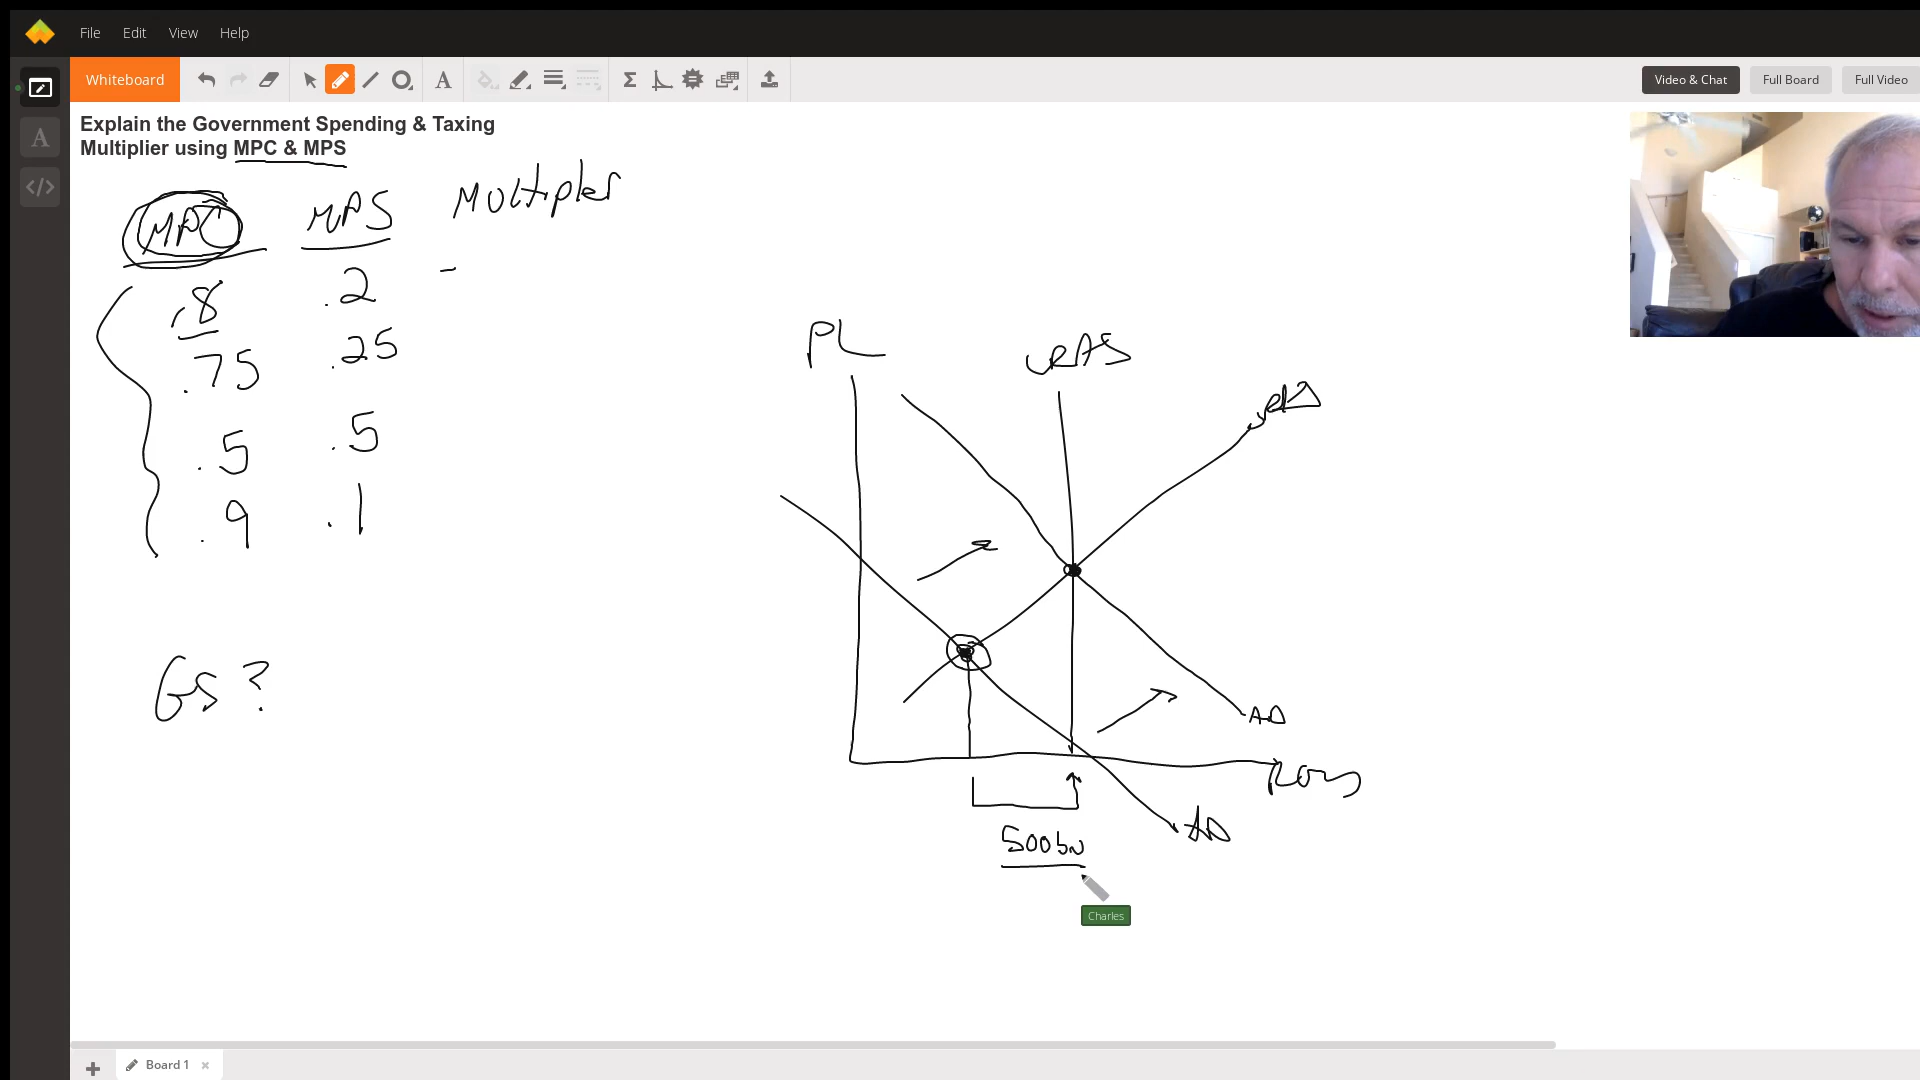 File Edit View Help
Whiteboard
Video & Chat Full Board Full Video
Explain the Government Spending & Taxing
Multiplier using MPC & MPS
MPC MPS Multipler
.8 .2 -
.75 .25
.5 .5
.9 .1
GS ?
PL
LRAS
AD
AD
500bn
Charles
Board 1